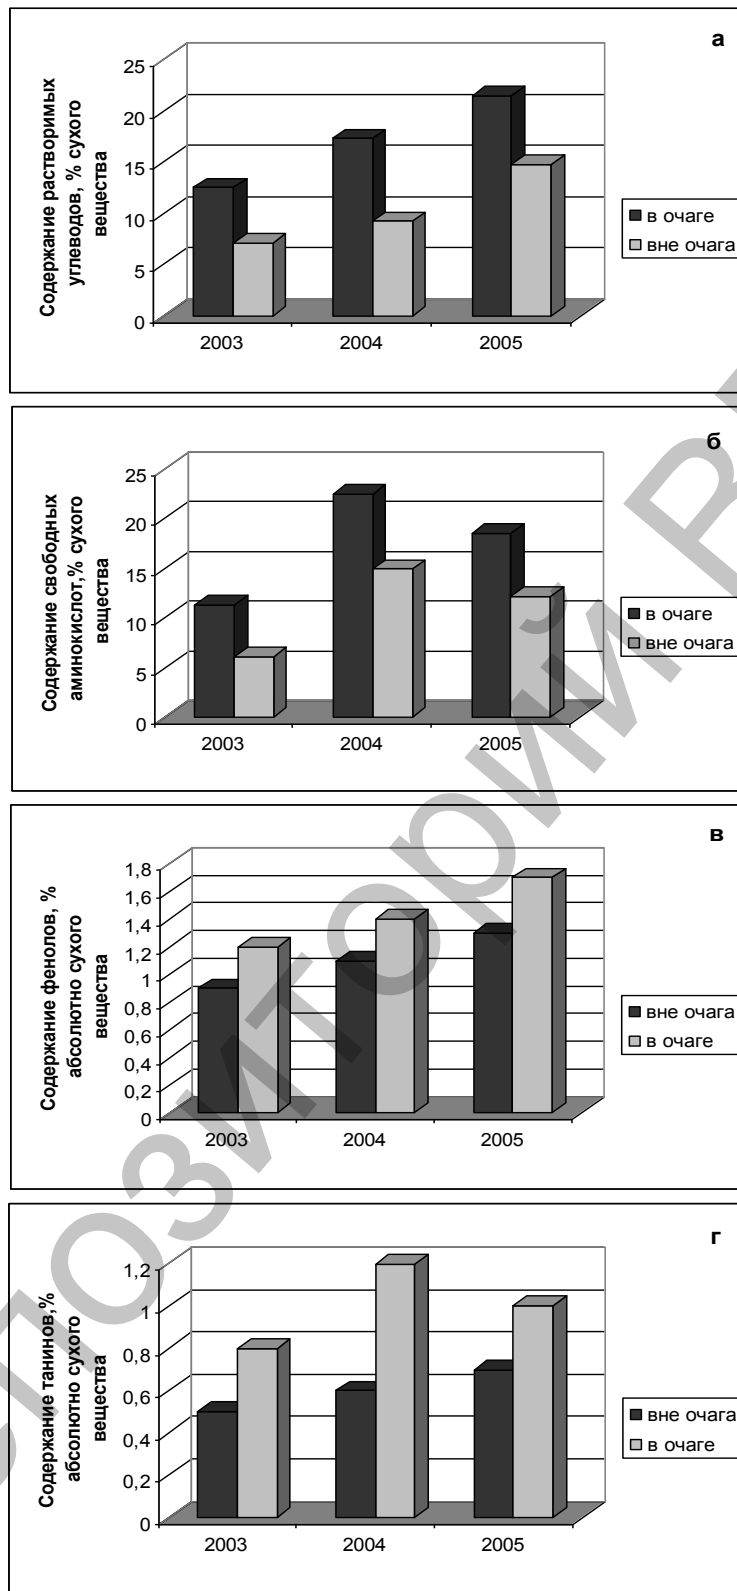 а
Содержание растворимых
углеводов, % сухого
вещества
25
20
15
10
5
0
2003 2004 2005
в очаге
вне очага
б
Содержание свободных
аминокислот,% сухого
вещества
25
20
15
10
5
0
2003 2004 2005
в очаге
вне очага
в
Содержание фенолов, %
абсолютно сухого
вещества
1,8
1,6
1,4
1,2
1
0,8
0,6
0,4
0,2
0
2003 2004 2005
вне очага
в очаге
г
Содержание танинов,%
абсолютно сухого
вещества
1,2
1
0,8
0,6
0,4
0,2
0
2003 2004 2005
вне очага
в очаге